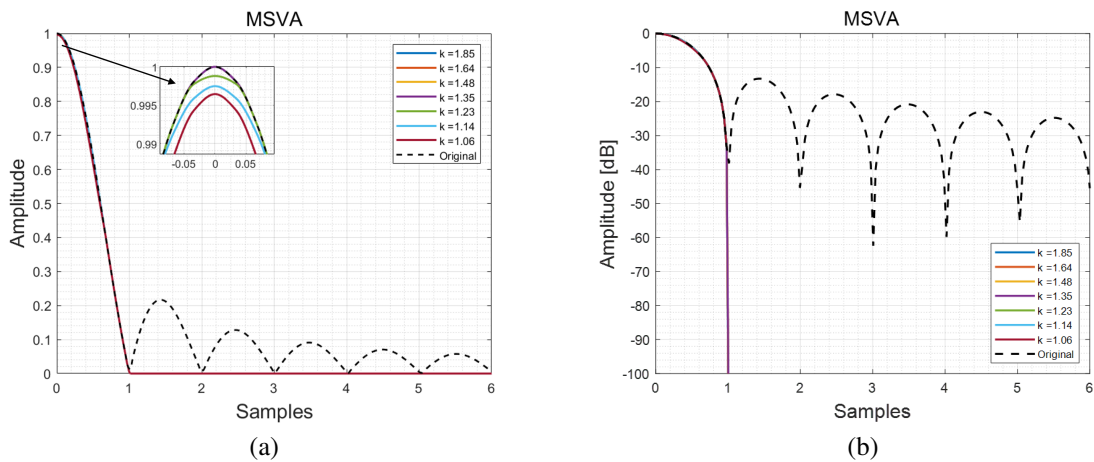 MSVA
1
0.9
0.8
0.7
0.6
0.5
0.4
0.3
0.2
0.1
0
Amplitude
1
0.995
0.99
-0.05 0 0.05
k =1.85
k =1.64
k =1.48
k =1.35
k =1.23
k =1.14
k =1.06
Original
0 1 2 3 4 5 6
Samples
(a)
MSVA
0
-10
-20
-30
-40
-50
-60
-70
-80
-90
-100
Amplitude [dB]
k =1.85
k =1.64
k =1.48
k =1.35
k =1.23
k =1.14
k =1.06
Original
0 1 2 3 4 5 6
Samples
(b)